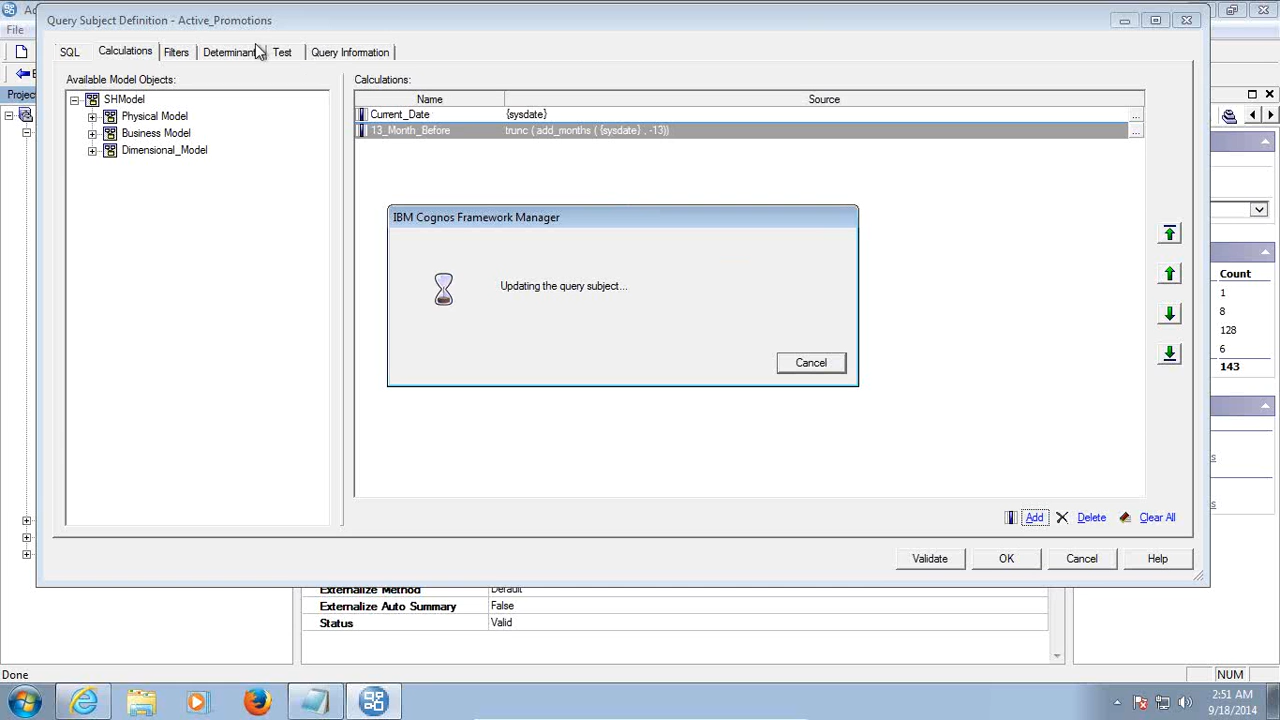 Query Subject Definition - Active_Promotions
File
SQL
Calculations
Filters
Determinant
Test
Query Information
Available Model Objects:
SHModel
Physical Model
Business Model
Dimensional_Model
Calculations:
Name
Source
Current_Date
{sysdate}
...
13_Month_Before
trunc ( add_months ( {sysdate} , -13))
...
IBM Cognos Framework Manager
Updating the query subject...
Cancel
Add
Delete
Clear All
Validate
OK
Cancel
Help
Projec
Count
1
8
128
6
143
s
s
Externalize Method
Default
Externalize Auto Summary
False
Status
Valid
Done
NUM
2:51 AM
9/18/2014